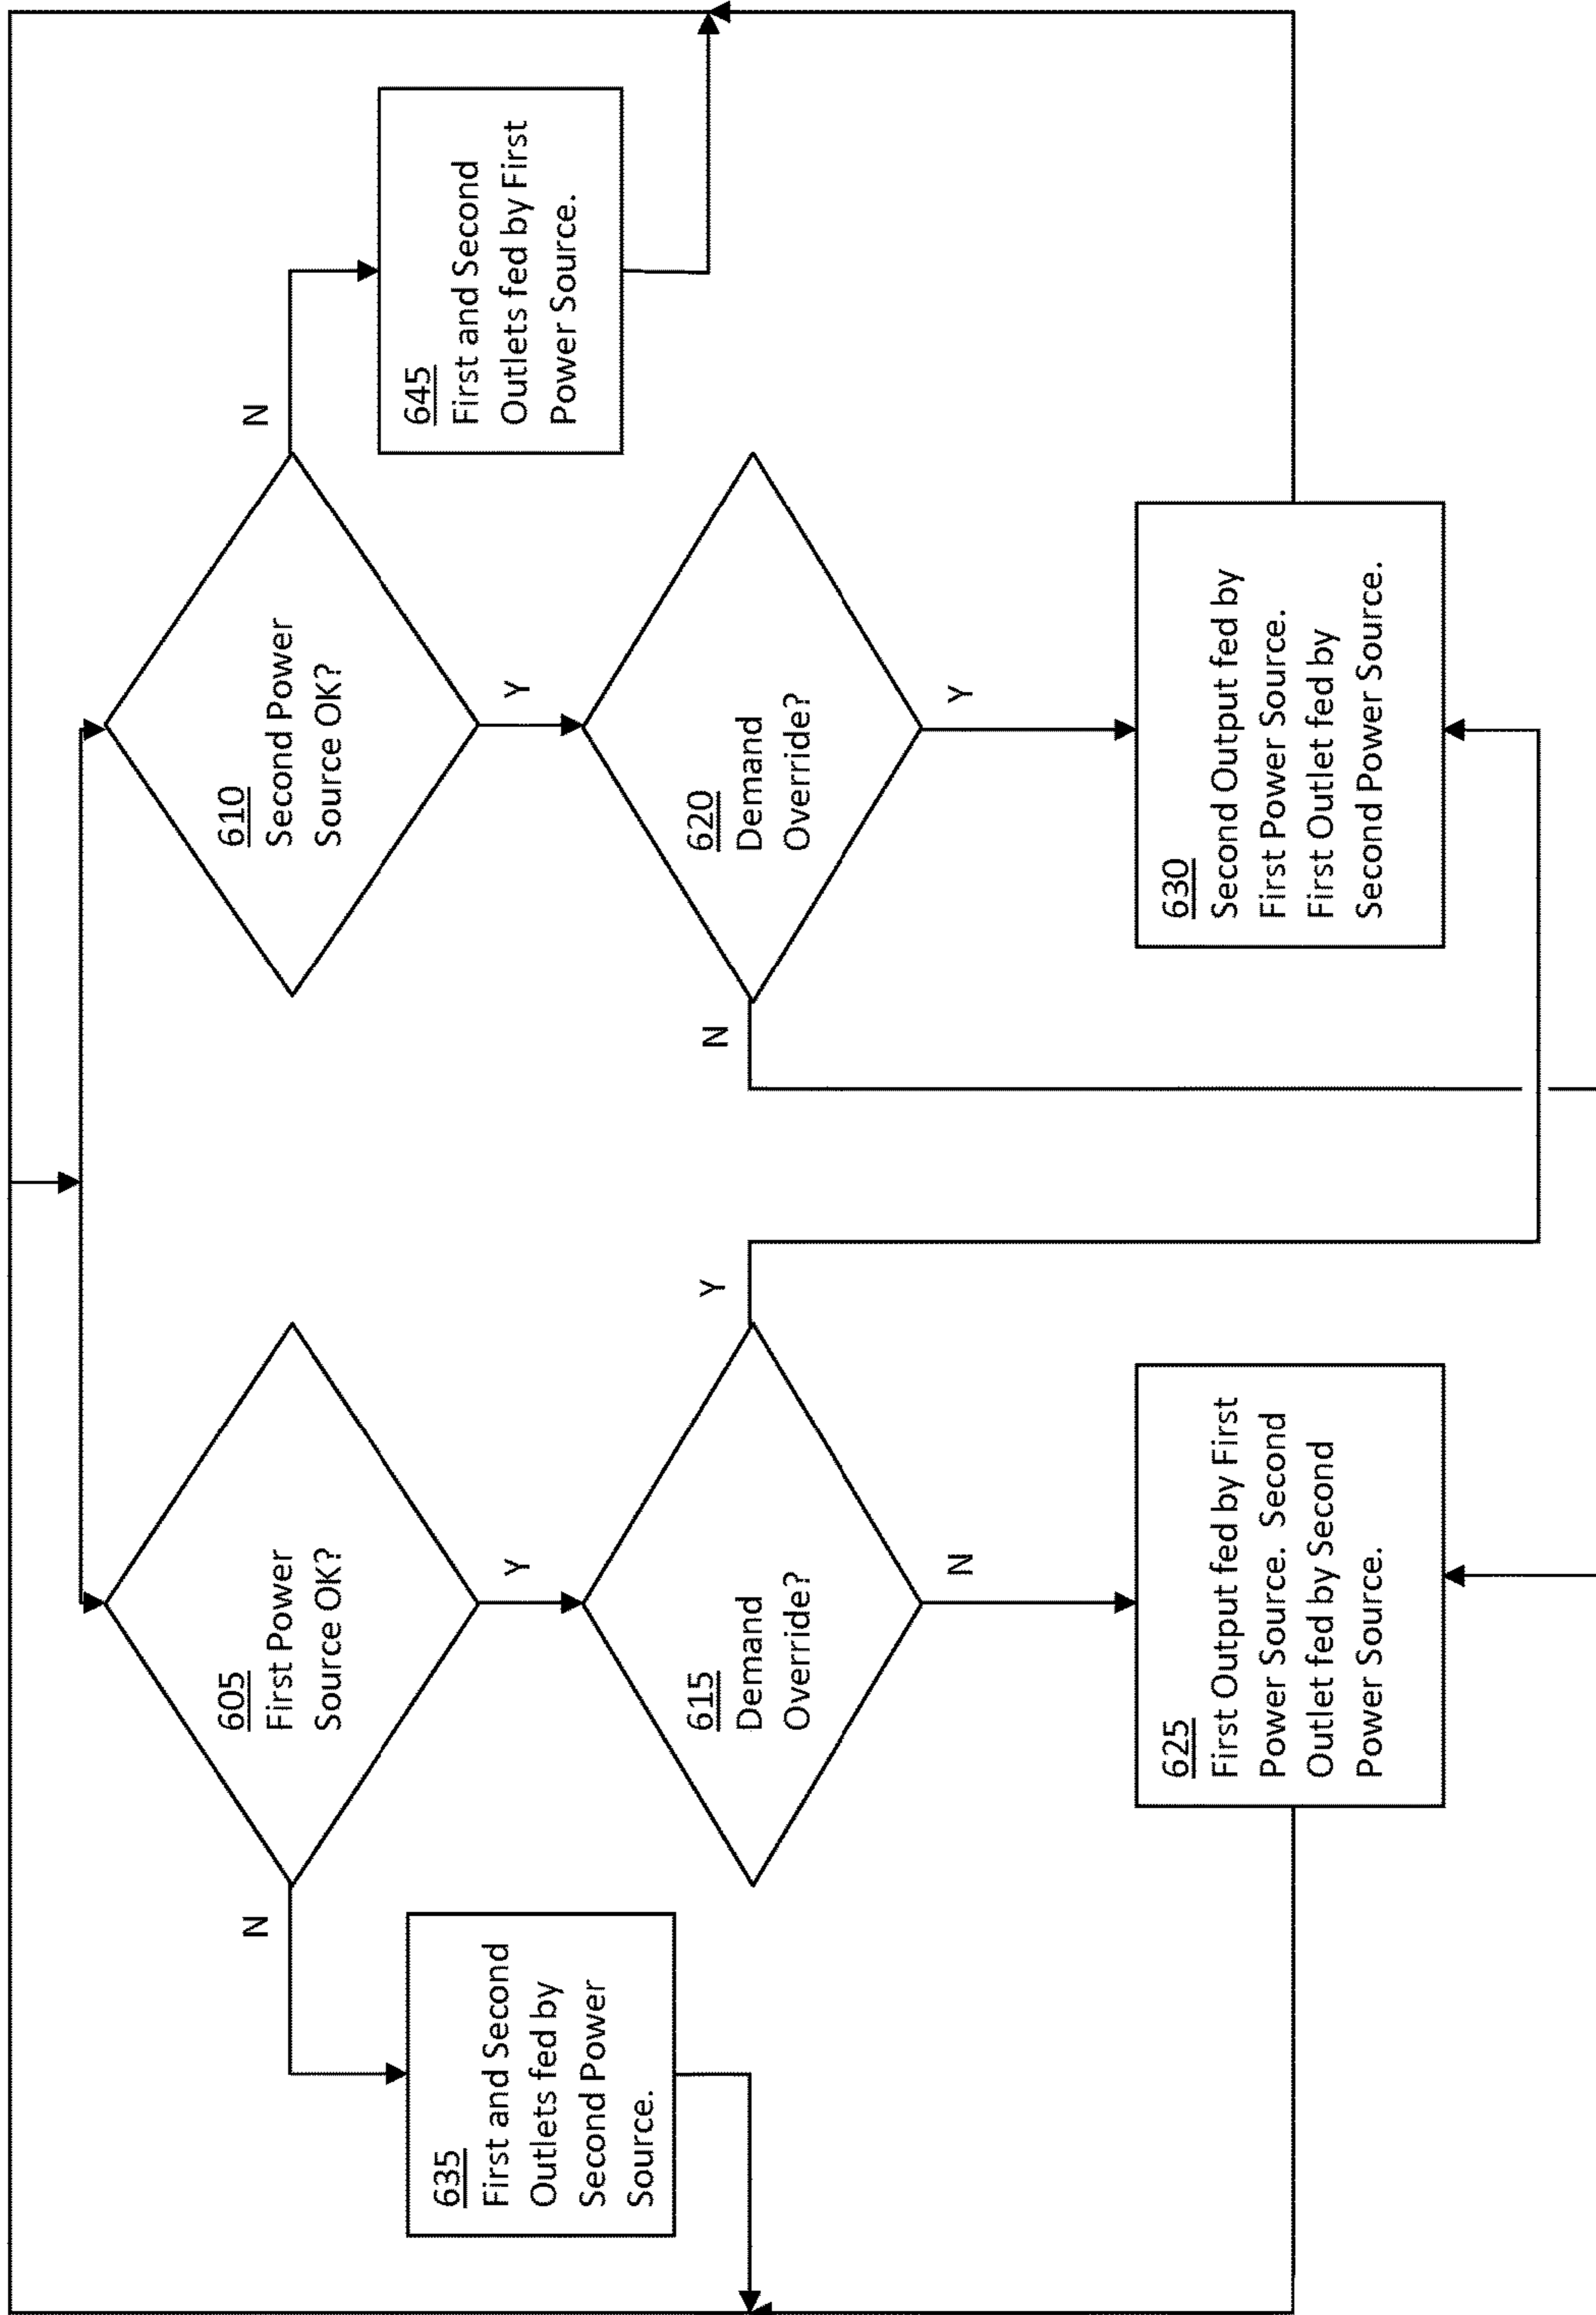 605
First Power
Source OK?
N
Y
635
First and Second
Outlets fed by
Second Power
Source.
615
Demand
Override?
Y
N
625
First Output fed by First
Power Source.  Second
Outlet fed by Second
Power Source.
610
Second Power
Source OK?
N
Y
645
First and Second
Outlets fed by First
Power Source.
620
Demand
Override?
N
Y
630
Second Output fed by
First Power Source.
First Outlet fed by
Second Power Source.